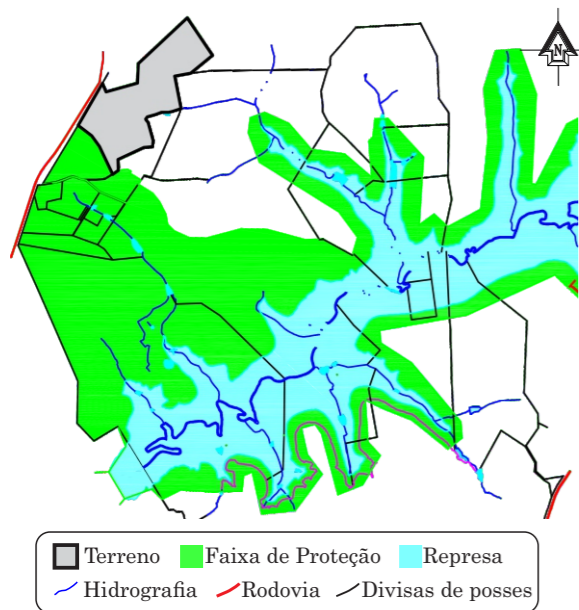 N
Terreno Faixa de Proteção Represa
Hidrografia Rodovia Divisas de posses